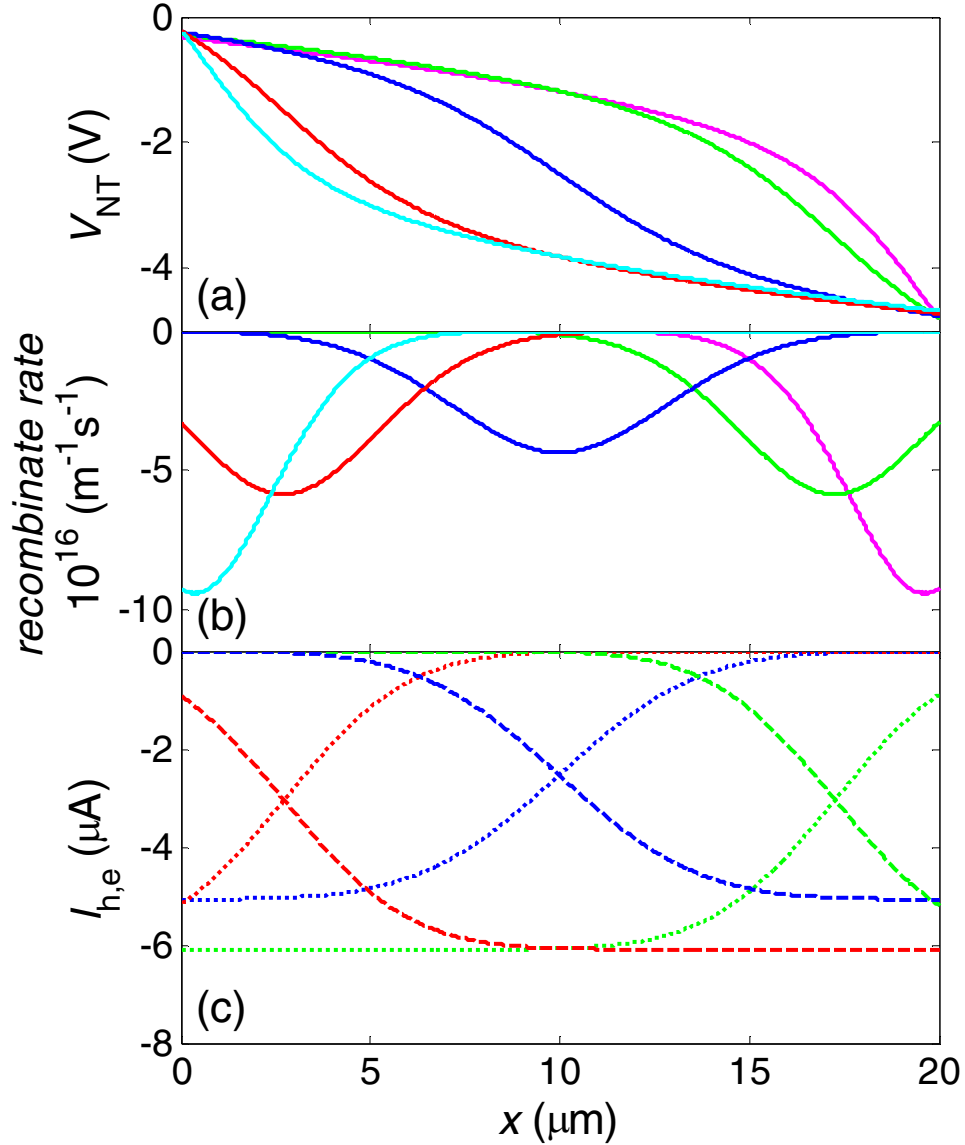 0
-2
-4
V_NT (V)
(a)
0
-5
-10
recombinate rate
10^16 (m^-1 s^-1)
(b)
0
-2
-4
-6
-8
I_h,e (μA)
(c)
0 5 10 15 20
x (μm)